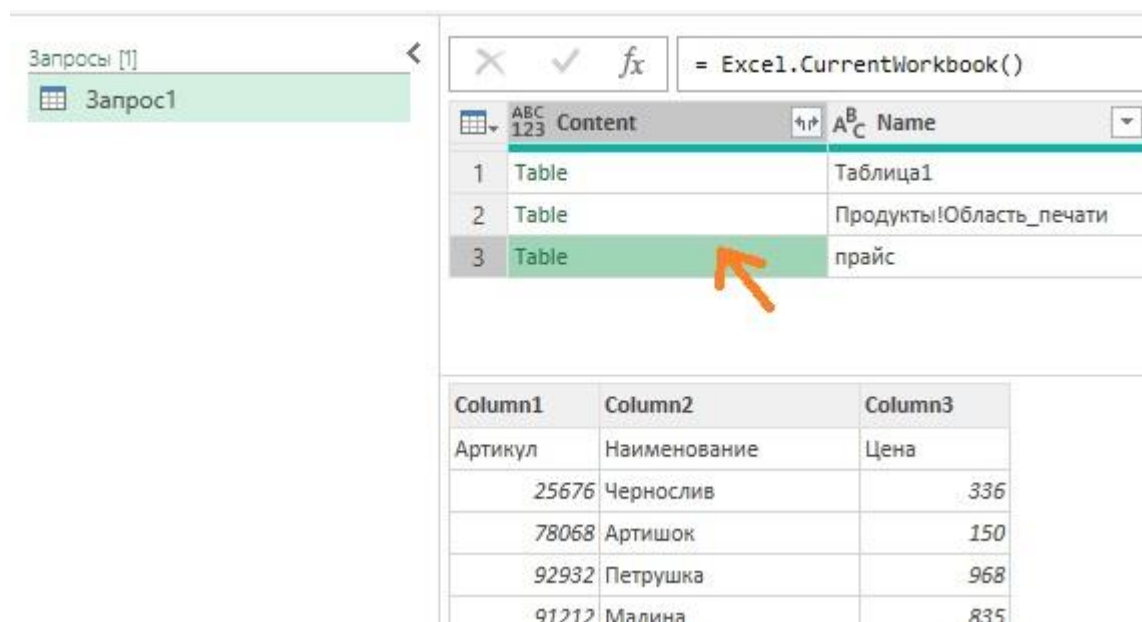 Запросы [1]
Запрос1
fx = Excel.CurrentWorkbook()
ABC 123 Content ABC Name
1 Table Таблица1
2 Table Продукты!Область_печати
3 Table прайс
Column1 Column2 Column3
Артикул Наименование Цена
25676 Чернослив 336
78068 Артишок 150
92932 Петрушка 968
91212 Малина 835